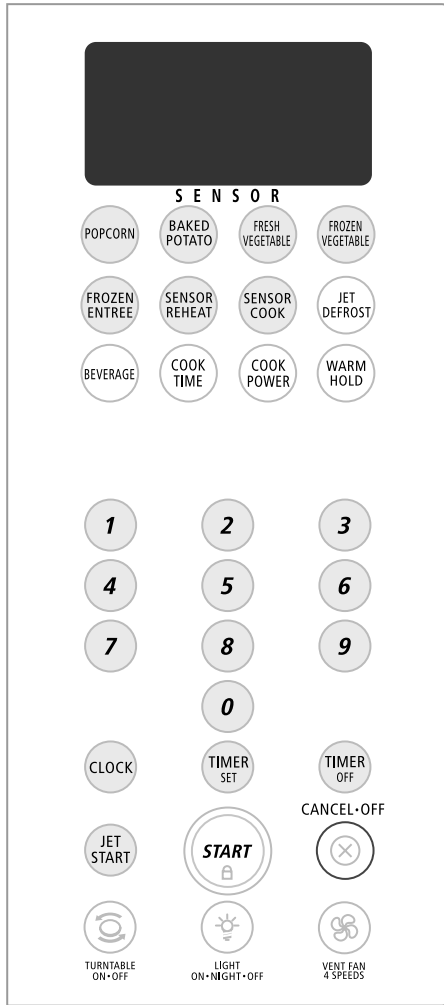 SENSOR
POPCORN
BAKED
POTATO
FRESH
VEGETABLE
FROZEN
VEGETABLE
FROZEN
ENTREE
SENSOR
REHEAT
SENSOR
COOK
JET
DEFROST
BEVERAGE
COOK
TIME
COOK
POWER
WARM
HOLD
1
2
3
4
5
6
7
8
9
0
CLOCK
TIMER
SET
TIMER
OFF
JET
START
START
CANCEL•OFF
TURNTABLE
ON•OFF
LIGHT
ON•NIGHT•OFF
VENT FAN
4 SPEEDS